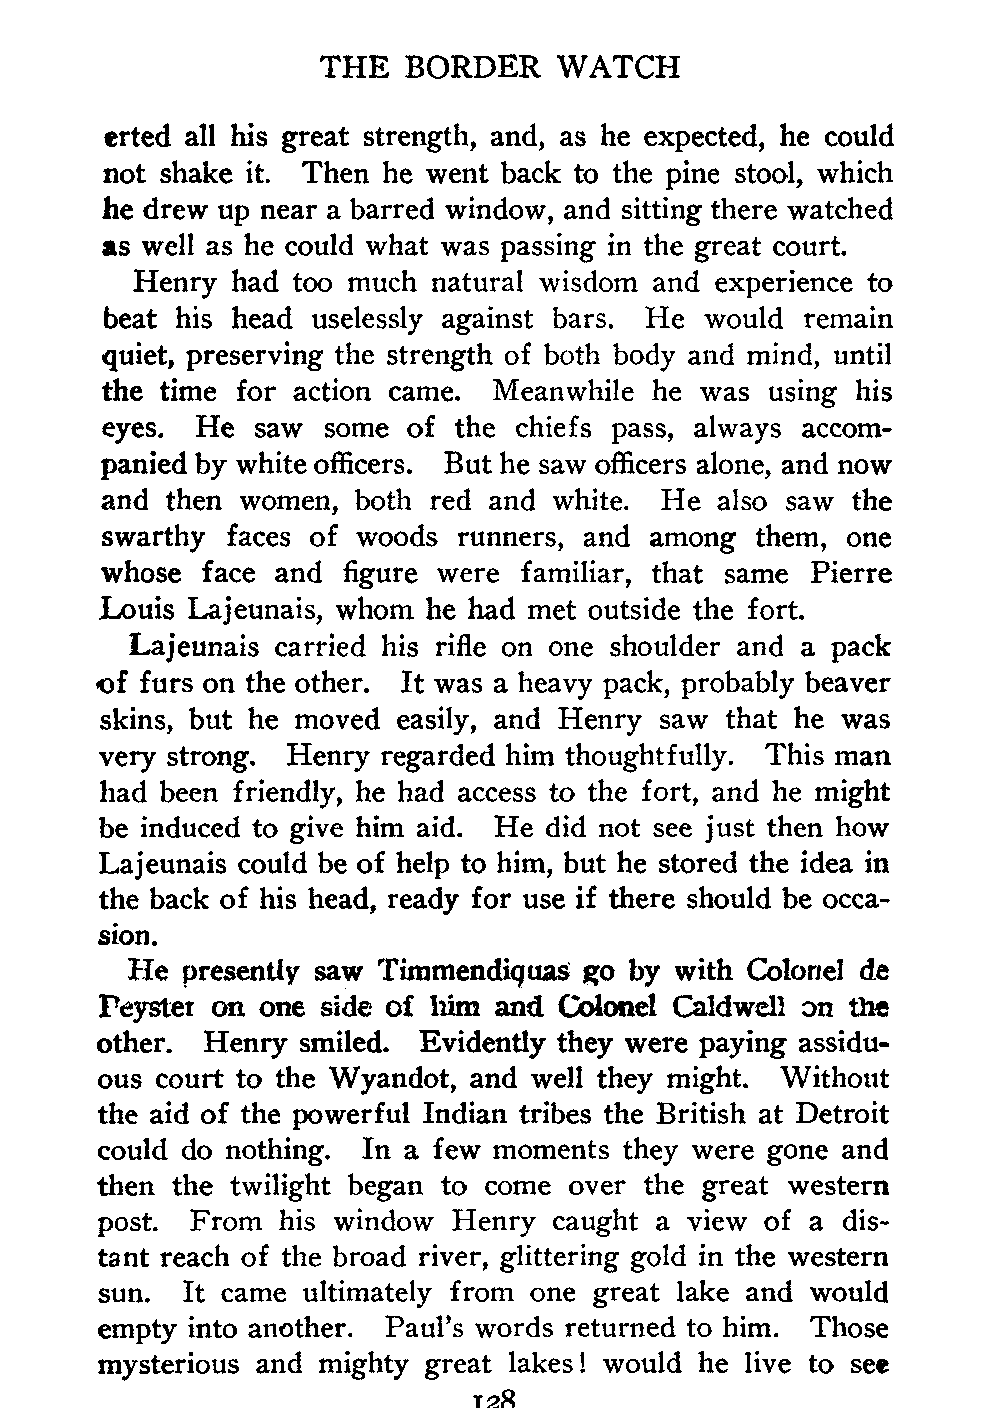 THE BORDER WATCH
erted all his great strength, and, as he expected, he could
not shake it. Then he went back to the pine stool, which
he drew up near a barred window, and sitting there watched
as well as he could what was passing in the great court.
Henry had too much natural wisdom and experience to
beat his head uselessly against bars. He would remain
quiet, preserving the strength of both body and mind, until
the time for action came. Meanwhile he was using his
eyes. He saw some of the chiefs pass, always accom-
panied by white officers. But he saw officers alone, and now
and then women, both red and white. He also saw the
swarthy faces of woods runners, and among them, one
whose face and figure were familiar, that same Pierre
Louis Lajeunais, whom he had met outside the fort.
Lajeunais carried his rifle on one shoulder and a pack
of furs on the other. It was a heavy pack, probably beaver
skins, but he moved easily, and Henry saw that he was
very strong. Henry regarded him thoughtfully. This man
had been friendly, he had access to the fort, and he might
be induced to give him aid. He did not see just then how
Lajeunais could be of help to him, but he stored the idea in
the back of his head, ready for use if there should be occa-
sion.
He presently saw Timmendiquas go by with Colonel de
Peyster on one side of him and Colonel Caldwell on the
other. Henry smiled. Evidently they were paying assidu-
ous court to the Wyandot, and well they might. Without
the aid of the powerful Indian tribes the British at Detroit
could do nothing. In a few moments they were gone and
then the twilight began to come over the great western
post. From his window Henry caught a view of a dis-
tant reach of the broad river, glittering gold in the western
sun. It came ultimately from one great lake and would
empty into another. Paul's words returned to him. Those
mysterious and mighty great lakes! would he live to see
128